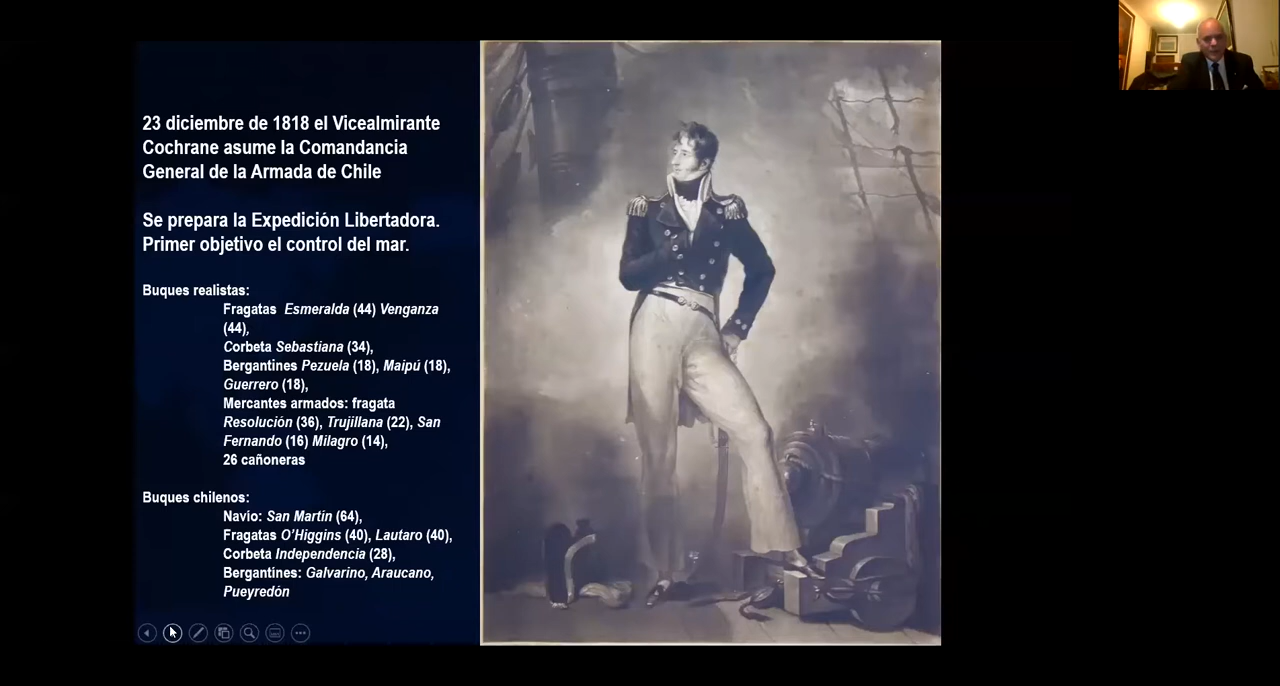 23 diciembre de 1818 el Vicealmirante
Cochrane asume la Comandancia
General de la Armada de Chile
Se prepara la Expedición Libertadora.
Primer objetivo el control del mar.
Buques realistas:
Fragatas Esmeralda (44) Venganza
(44),
Corbeta Sebastiana (34),
Bergantines Pezuela (18), Maipú (18),
Guerrero (18),
Mercantes armados: fragata
Resolución (36), Trujillana (22), San
Fernando (16) Milagro (14),
26 cañoneras
Buques chilenos:
Navío: San Martín (64),
Fragatas O'Higgins (40), Lautaro (40),
Corbeta Independencia (28),
Bergantínes: Galvarino, Araucano,
Pueyredón